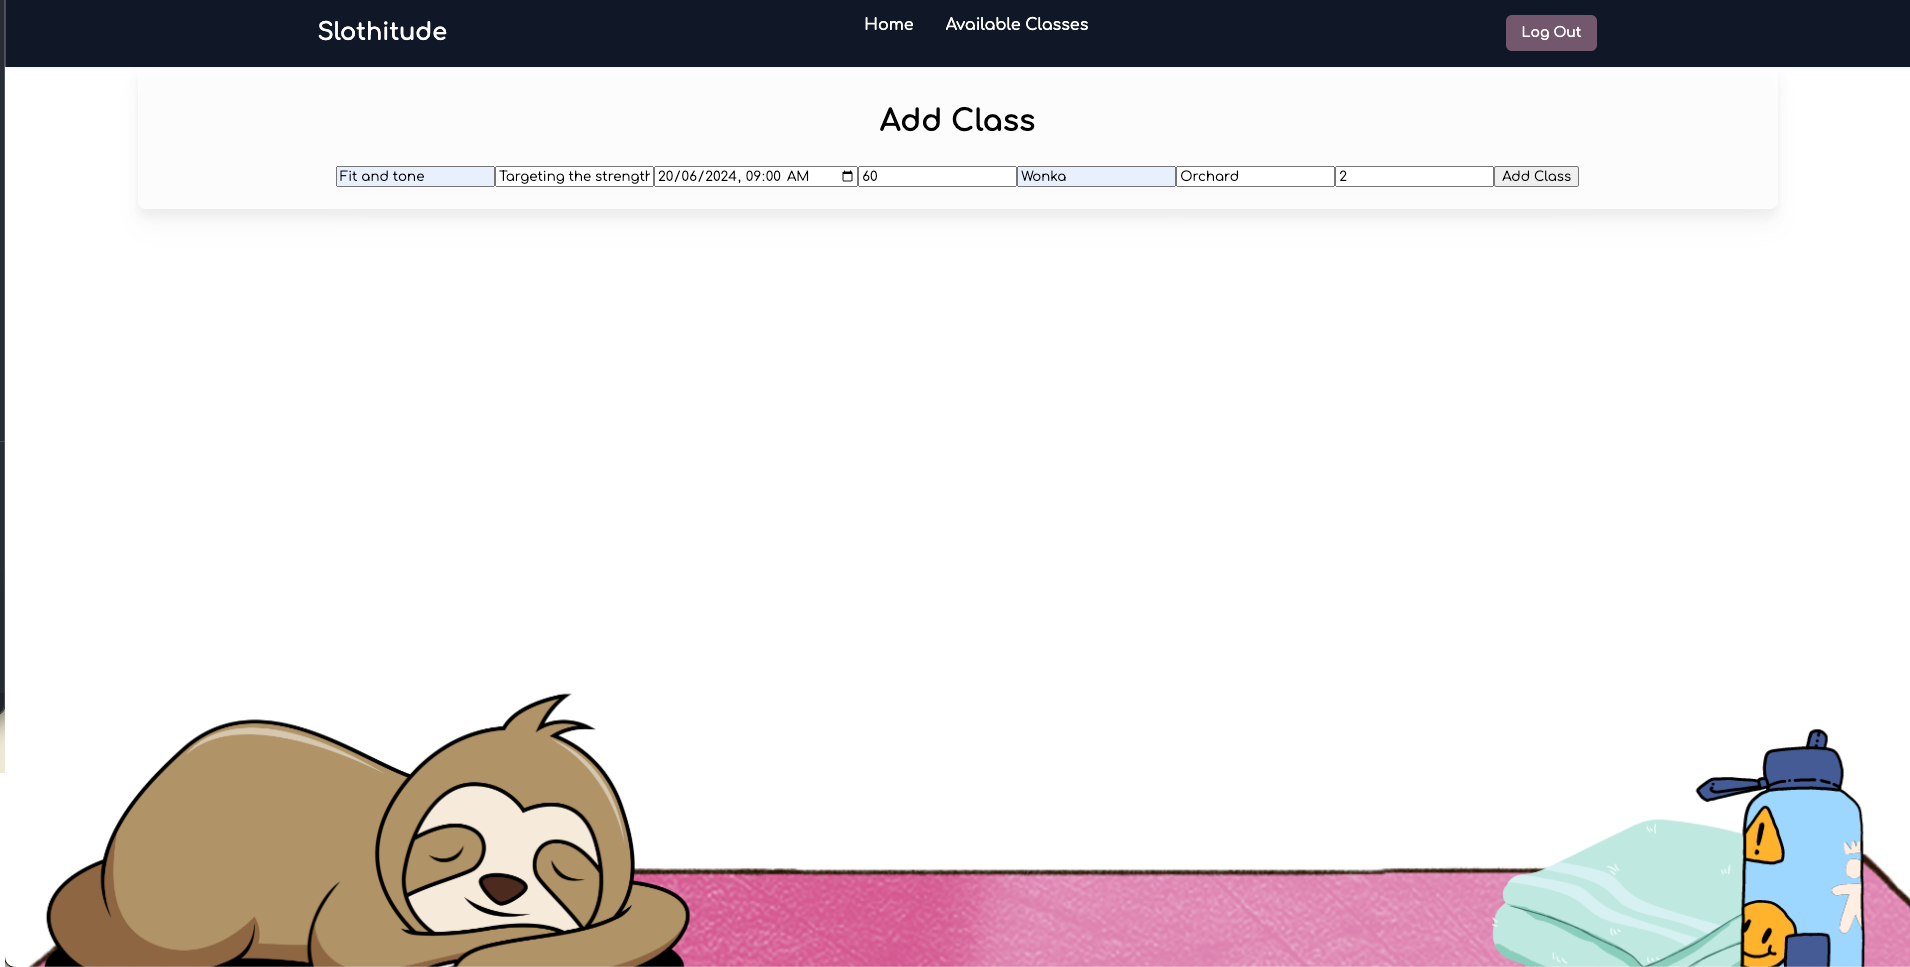 Slothitude
Home
Available Classes
Log Out
Add Class
Fit and tone
Targeting the strength
20/06/2024, 09:00 AM
60
Wonka
Orchard
2
Add Class
!